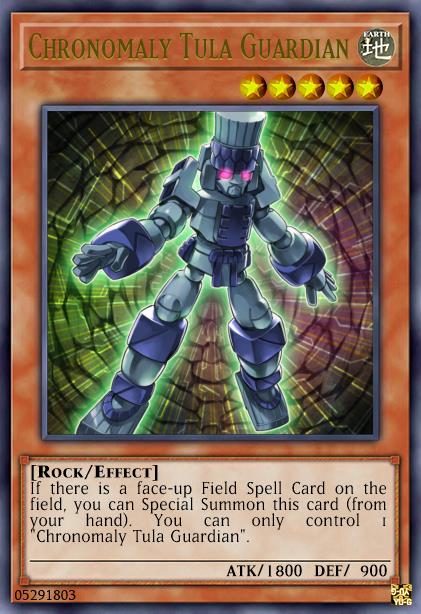 Chronomaly Tula Guardian
EARTH
地
[Rock/Effect]
If there is a face-up Field Spell Card on the
field, you can Special Summon this card (from
your hand). You can only control 1
"Chronomaly Tula Guardian".
ATK/1800 DEF/ 900
05291803